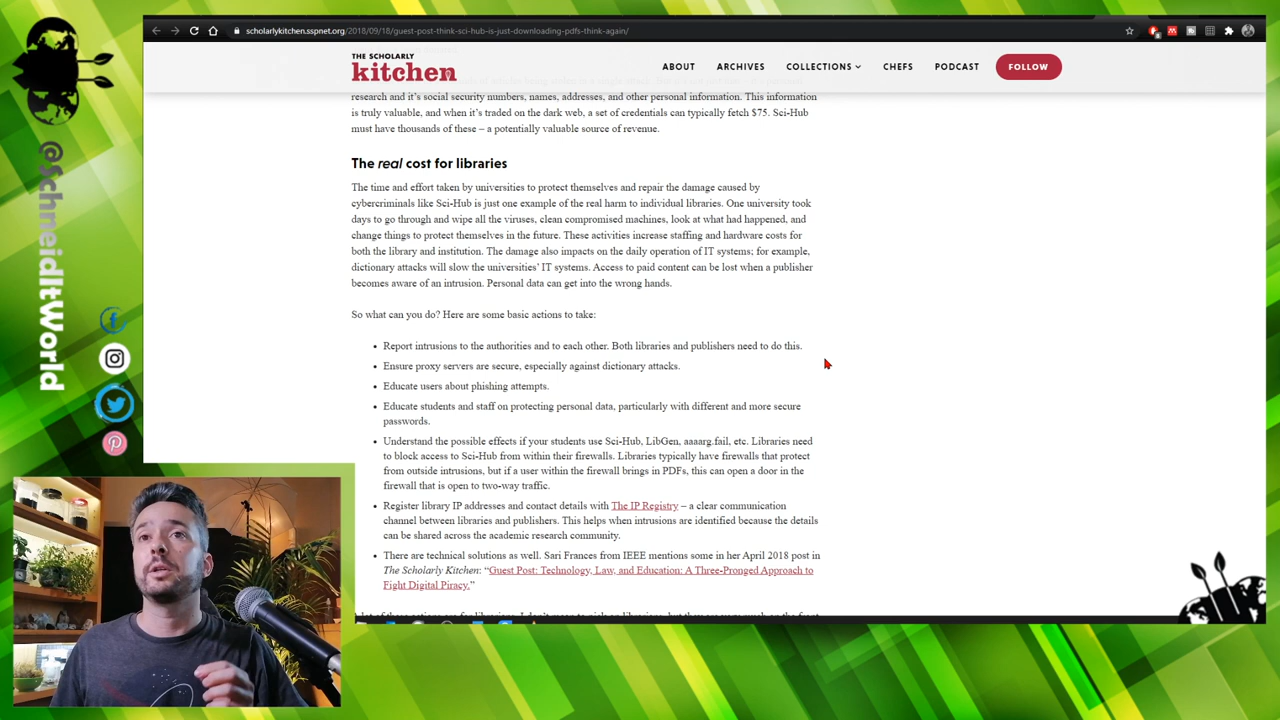 scholarlykitchen.sspnet.org/2018/09/18/guest-post-think-sci-hub-is-just-downloading-pdfs-think-again/
THE SCHOLARLY
kitchen
ABOUT
ARCHIVES
COLLECTIONS
CHEFS
PODCAST
FOLLOW
research and it's social security numbers, names, addresses, and other personal information. This information
is truly valuable, and when it's traded on the dark web, a set of credentials can typically fetch $75. Sci-Hub
must have thousands of these – a potentially valuable source of revenue.
The real cost for libraries
The time and effort taken by universities to protect themselves and repair the damage caused by
cybercriminals like Sci-Hub is just one example of the real harm to individual libraries. One university took
days to go through and wipe all the viruses, clean compromised machines, look at what had happened, and
change things to protect themselves in the future. These activities increase staffing and hardware costs for
both the library and institution. The damage also impacts on the daily operation of IT systems; for example,
dictionary attacks will slow the universities' IT systems. Access to paid content can be lost when a publisher
becomes aware of an intrusion. Personal data can get into the wrong hands.
So what can you do? Here are some basic actions to take:
• Report intrusions to the authorities and to each other. Both libraries and publishers need to do this.
• Ensure proxy servers are secure, especially against dictionary attacks.
• Educate users about phishing attempts.
• Educate students and staff on protecting personal data, particularly with different and more secure
passwords.
• Understand the possible effects if your students use Sci-Hub, LibGen, aaaarg.fail, etc. Libraries need
to block access to Sci-Hub from within their firewalls. Libraries typically have firewalls that protect
from outside intrusions, but if a user within the firewall brings in PDFs, this can open a door in the
firewall that is open to two-way traffic.
• Register library IP addresses and contact details with The IP Registry – a clear communication
channel between libraries and publishers. This helps when intrusions are identified because the details
can be shared across the academic research community.
• There are technical solutions as well. Sari Frances from IEEE mentions some in her April 2018 post in
The Scholarly Kitchen: “Guest Post: Technology, Law, and Education: A Three-Pronged Approach to
Fight Digital Piracy.”
@SchneidItWorld